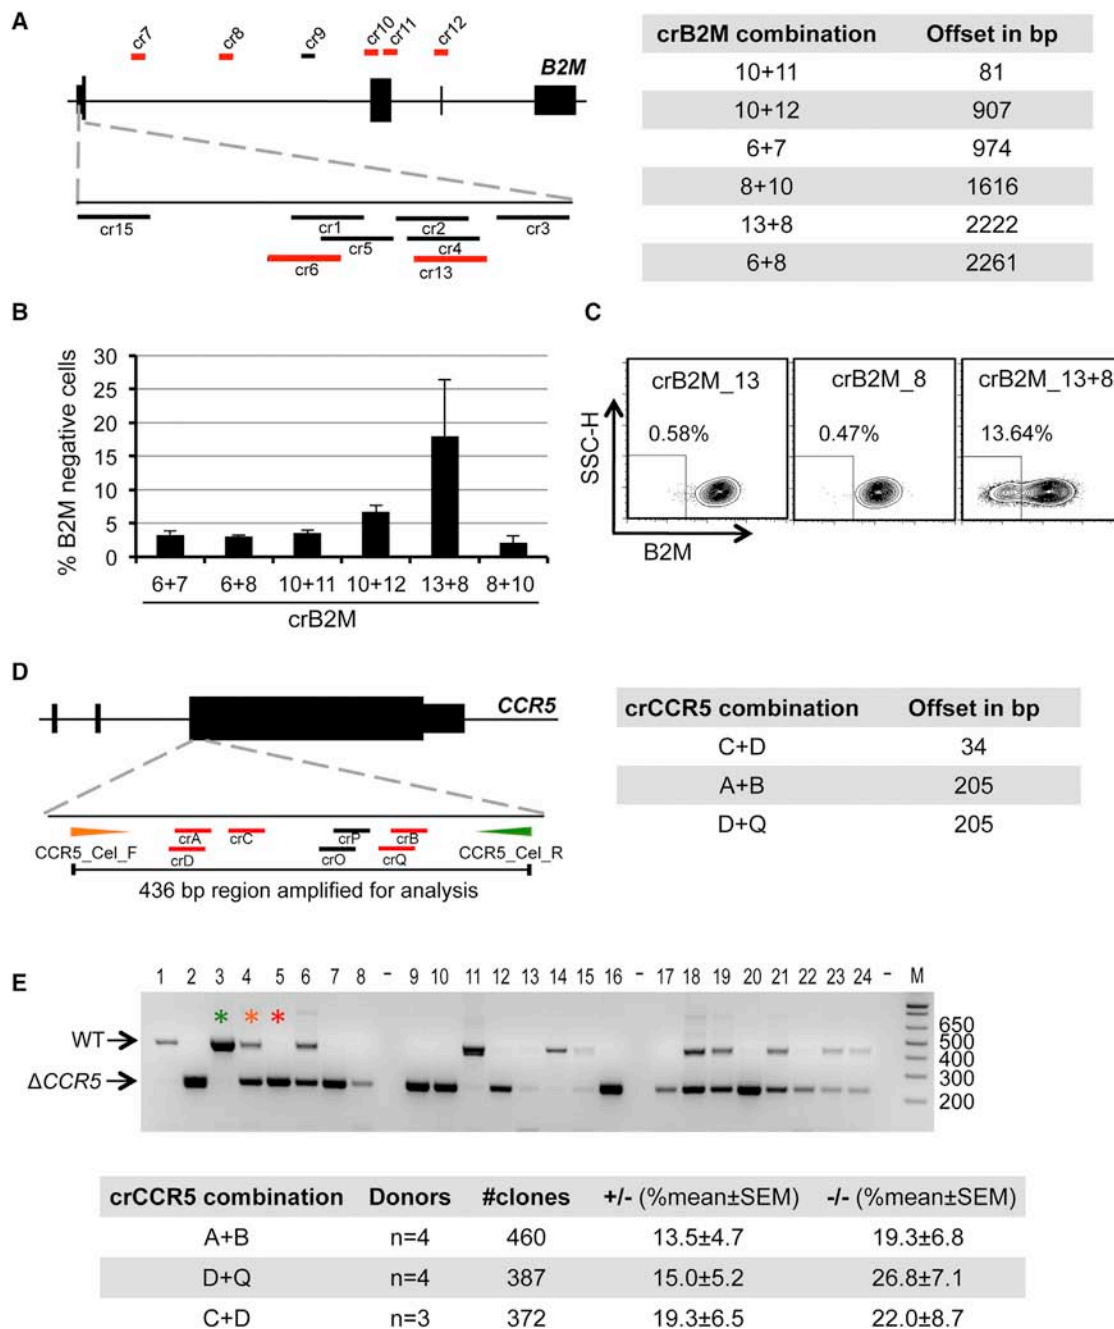 A
cr7 cr8 cr9 cr10 cr11 cr12
B2M
cr15 cr1 cr2 cr3
cr5 cr4
cr6 cr13
crB2M combination Offset in bp
10+11 81
10+12 907
6+7 974
8+10 1616
13+8 2222
6+8 2261
B
% B2M negative cells
30
25
20
15
10
5
0
6+7 6+8 10+11 10+12 13+8 8+10
crB2M
C
crB2M_13 crB2M_8 crB2M_13+8
0.58% 0.47% 13.64%
SSC-H
B2M
D
CCR5
crA crC crP crB
CCR5_Cel_F crD crO crQ CCR5_Cel_R
436 bp region amplified for analysis
crCCR5 combination Offset in bp
C+D 34
A+B 205
D+Q 205
E
1 2 3 4 5 6 7 8 - 9 10 11 12 13 14 15 16 - 17 18 19 20 21 22 23 24 - M
* * *
WT
ΔCCR5
650
500
400
300
200
crCCR5 combination Donors #clones +/- (%mean±SEM) -/- (%mean±SEM)
A+B n=4 460 13.5±4.7 19.3±6.8
D+Q n=4 387 15.0±5.2 26.8±7.1
C+D n=3 372 19.3±6.5 22.0±8.7